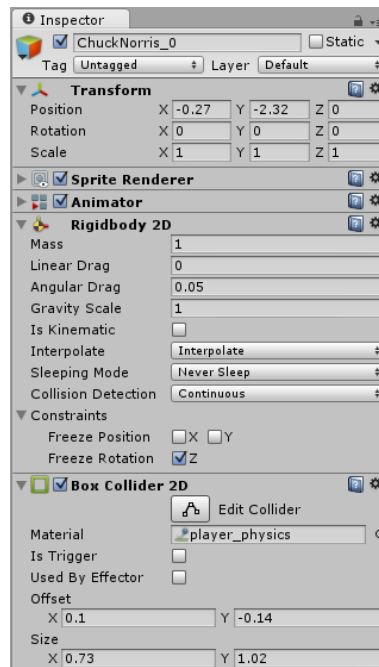 Inspector
ChuckNorris_0 Static
Tag Untagged Layer Default
Transform
Position X -0.27 Y -2.32 Z 0
Rotation X 0 Y 0 Z 0
Scale X 1 Y 1 Z 1
Sprite Renderer
Animator
Rigidbody 2D
Mass 1
Linear Drag 0
Angular Drag 0.05
Gravity Scale 1
Is Kinematic
Interpolate Interpolate
Sleeping Mode Never Sleep
Collision Detection Continuous
Constraints
Freeze Position X Y
Freeze Rotation Z
Box Collider 2D
Edit Collider
Material player_physics
Is Trigger
Used By Effector
Offset
X 0.1 Y -0.14
Size
X 0.73 Y 1.02